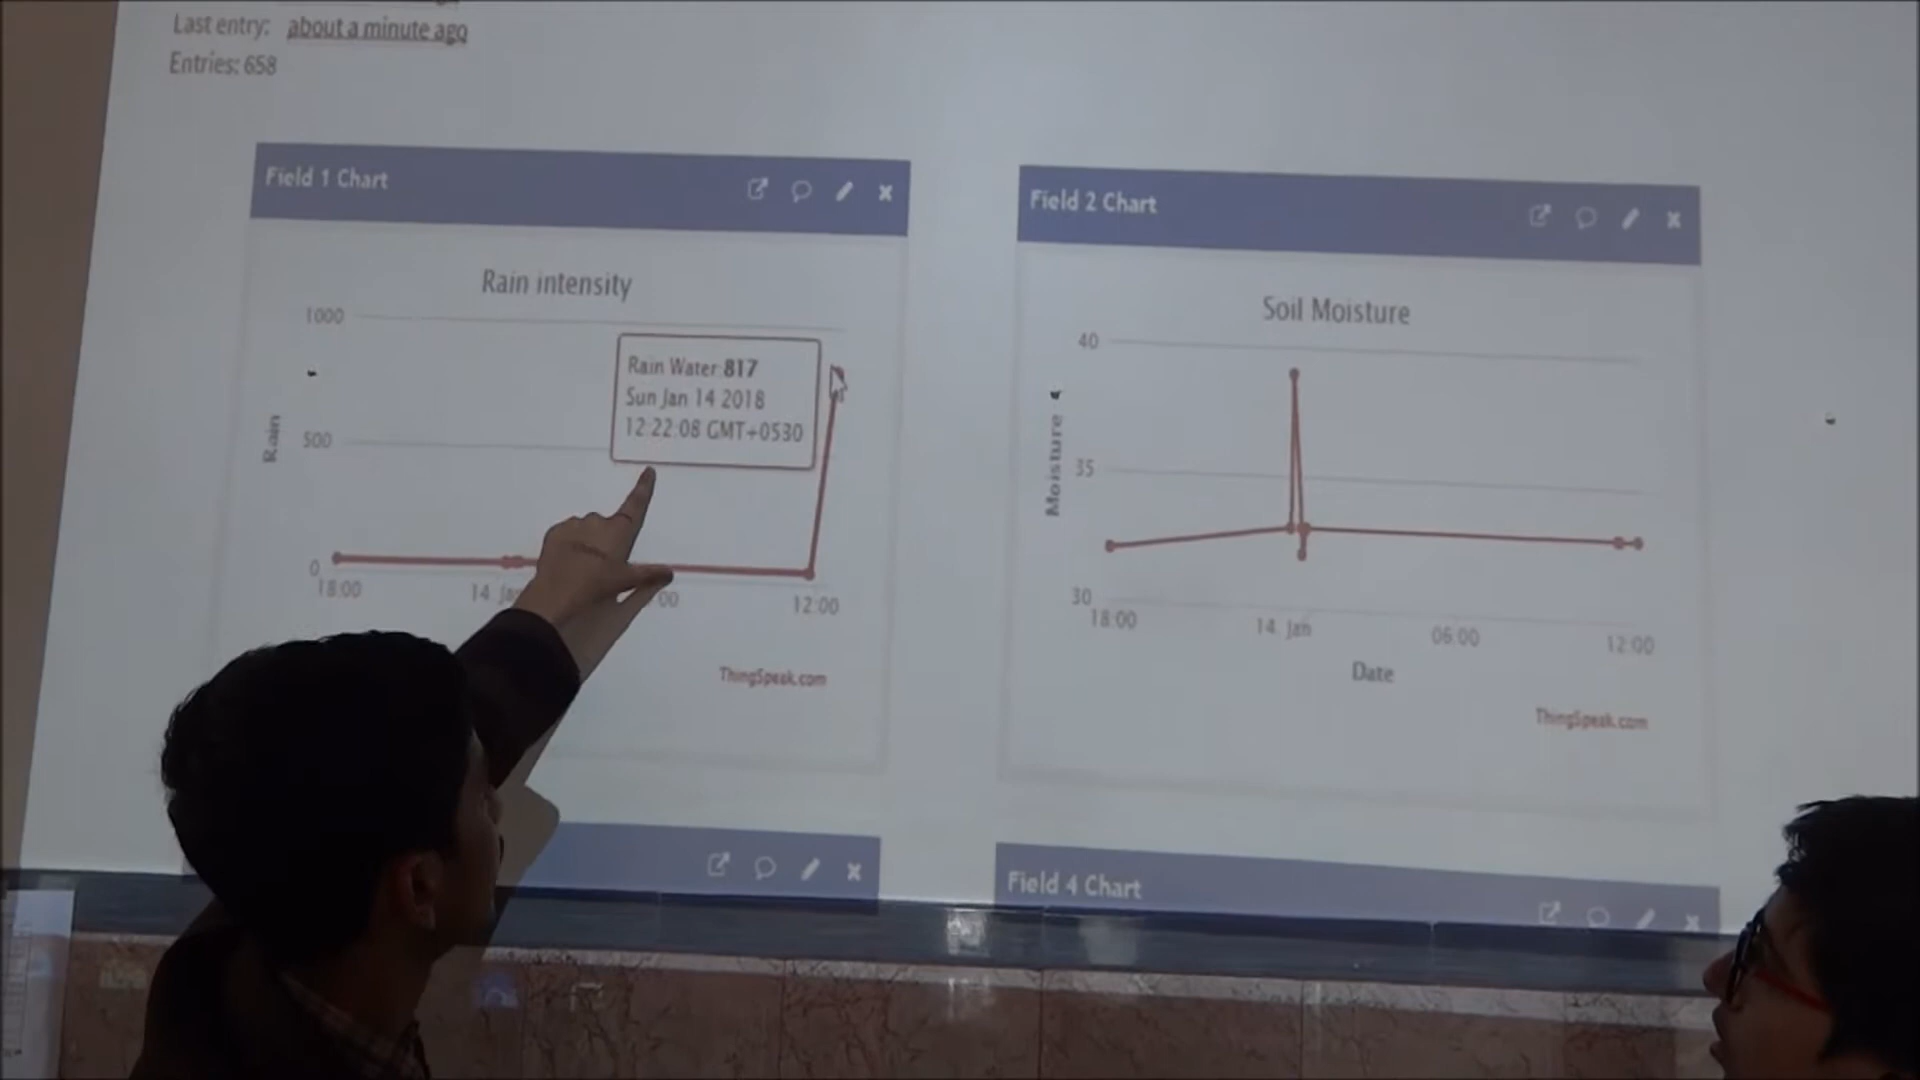 Last entry: about a minute ago
Entries: 658
Field 1 Chart
Rain intensity
1000
500
0
Rain
Rain Water:817
Sun Jan 14 2018
12:22:08 GMT+0530
18:00
14. Jan
:00
12:00
ThingSpeak.com
Field 2 Chart
Soil Moisture
40
35
30
Moisture
18:00
14. Jan
06:00
12:00
Date
ThingSpeak.com
Field 4 Chart